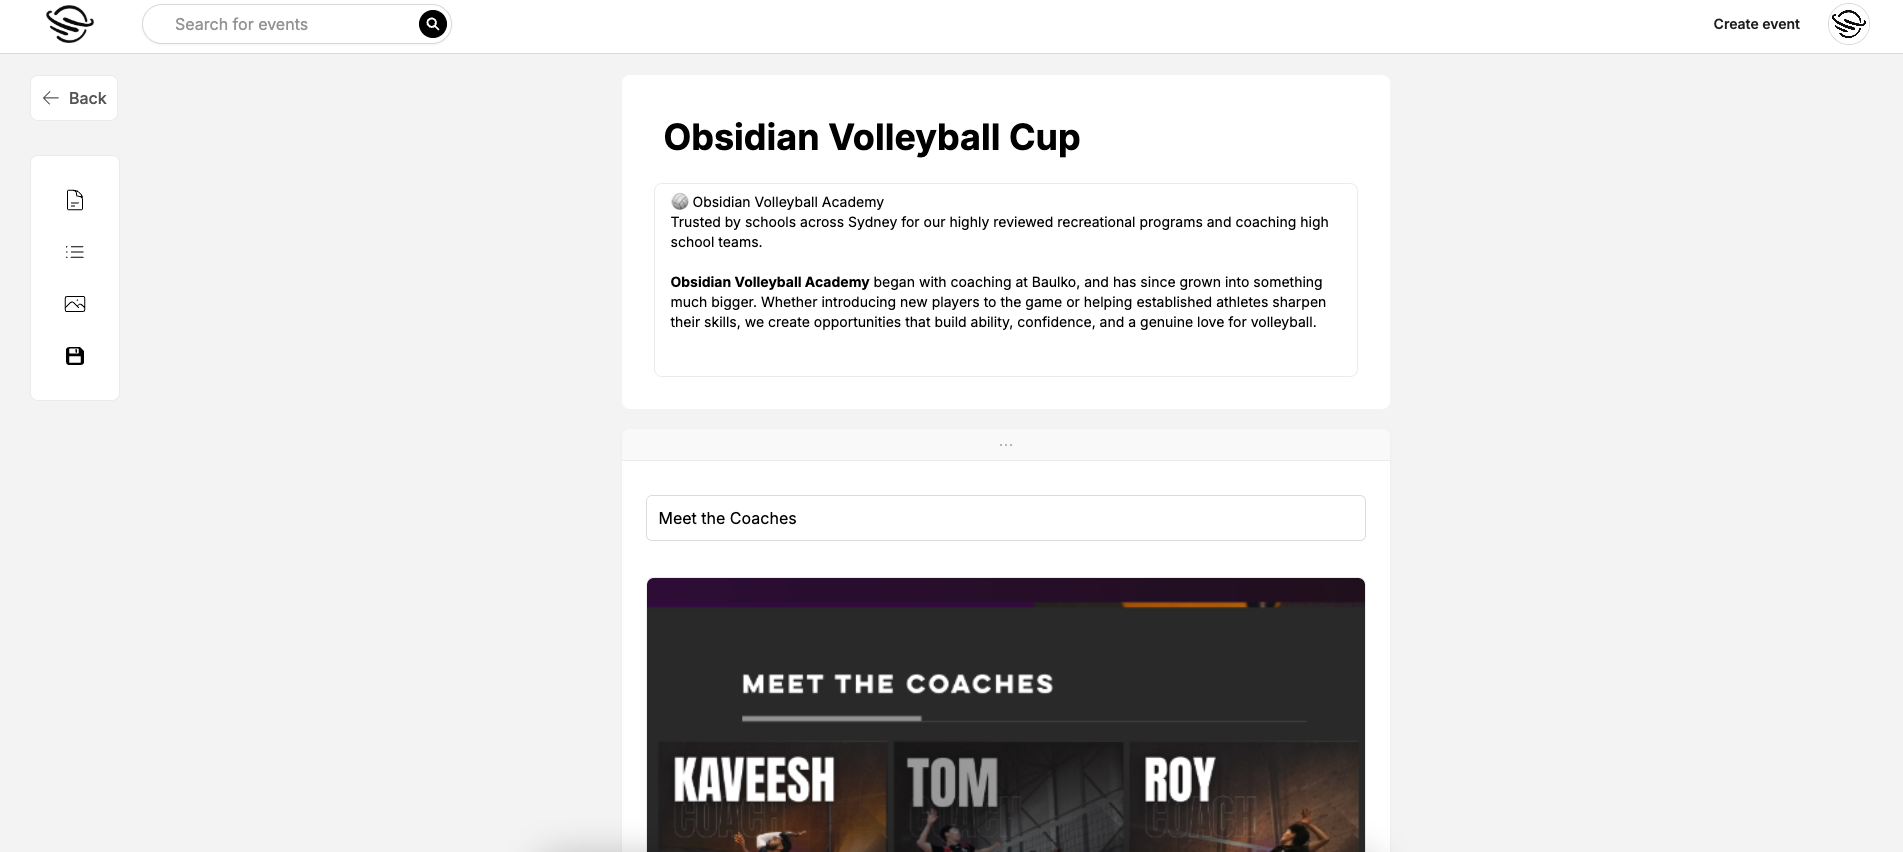 Search for events
Create event
Back
Obsidian Volleyball Cup
Obsidian Volleyball Academy
Trusted by schools across Sydney for our highly reviewed recreational programs and coaching high
school teams.
Obsidian Volleyball Academy began with coaching at Baulko, and has since grown into something
much bigger. Whether introducing new players to the game or helping established athletes sharpen
their skills, we create opportunities that build ability, confidence, and a genuine love for volleyball.
...
Meet the Coaches
MEET THE COACHES
KAVEESH
COACH
TOM
COACH
ROY
COACH